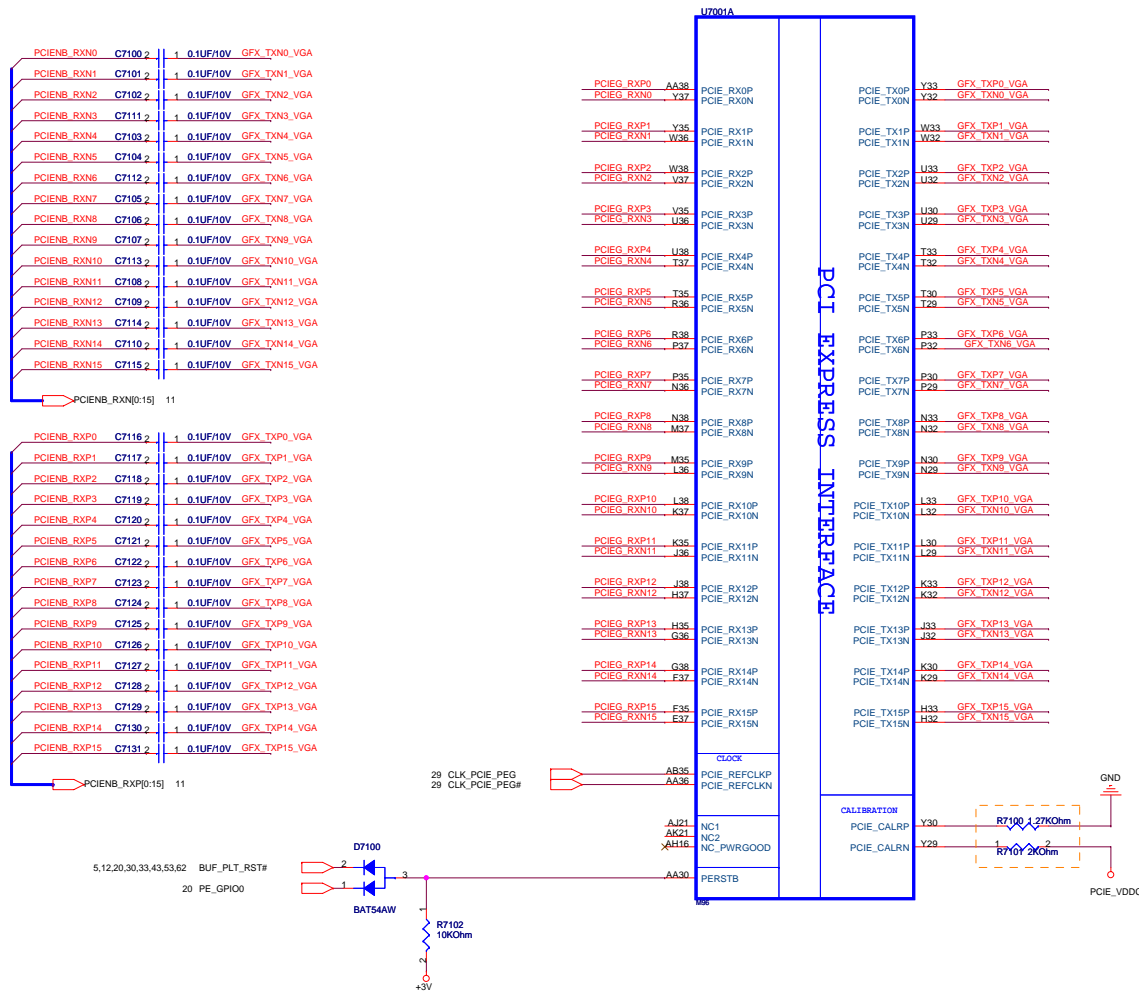 U7001A
PCIENB_RXN0 C7100 2 1 0.1UF/10V GFX_TXN0_VGA
PCIENB_RXN1 C7101 2 1 0.1UF/10V GFX_TXN1_VGA
PCIENB_RXN2 C7102 2 1 0.1UF/10V GFX_TXN2_VGA
PCIENB_RXN3 C7111 2 1 0.1UF/10V GFX_TXN3_VGA
PCIENB_RXN4 C7103 2 1 0.1UF/10V GFX_TXN4_VGA
PCIENB_RXN5 C7104 2 1 0.1UF/10V GFX_TXN5_VGA
PCIENB_RXN6 C7112 2 1 0.1UF/10V GFX_TXN6_VGA
PCIENB_RXN7 C7105 2 1 0.1UF/10V GFX_TXN7_VGA
PCIENB_RXN8 C7106 2 1 0.1UF/10V GFX_TXN8_VGA
PCIENB_RXN9 C7107 2 1 0.1UF/10V GFX_TXN9_VGA
PCIENB_RXN10 C7113 2 1 0.1UF/10V GFX_TXN10_VGA
PCIENB_RXN11 C7108 2 1 0.1UF/10V GFX_TXN11_VGA
PCIENB_RXN12 C7109 2 1 0.1UF/10V GFX_TXN12_VGA
PCIENB_RXN13 C7114 2 1 0.1UF/10V GFX_TXN13_VGA
PCIENB_RXN14 C7110 2 1 0.1UF/10V GFX_TXN14_VGA
PCIENB_RXN15 C7115 2 1 0.1UF/10V GFX_TXN15_VGA
PCIENB_RXN[0:15] 11
PCIENB_RXP0 C7116 2 1 0.1UF/10V GFX_TXP0_VGA
PCIENB_RXP1 C7117 2 1 0.1UF/10V GFX_TXP1_VGA
PCIENB_RXP2 C7118 2 1 0.1UF/10V GFX_TXP2_VGA
PCIENB_RXP3 C7119 2 1 0.1UF/10V GFX_TXP3_VGA
PCIENB_RXP4 C7120 2 1 0.1UF/10V GFX_TXP4_VGA
PCIENB_RXP5 C7121 2 1 0.1UF/10V GFX_TXP5_VGA
PCIENB_RXP6 C7122 2 1 0.1UF/10V GFX_TXP6_VGA
PCIENB_RXP7 C7123 2 1 0.1UF/10V GFX_TXP7_VGA
PCIENB_RXP8 C7124 2 1 0.1UF/10V GFX_TXP8_VGA
PCIENB_RXP9 C7125 2 1 0.1UF/10V GFX_TXP9_VGA
PCIENB_RXP10 C7126 2 1 0.1UF/10V GFX_TXP10_VGA
PCIENB_RXP11 C7127 2 1 0.1UF/10V GFX_TXP11_VGA
PCIENB_RXP12 C7128 2 1 0.1UF/10V GFX_TXP12_VGA
PCIENB_RXP13 C7129 2 1 0.1UF/10V GFX_TXP13_VGA
PCIENB_RXP14 C7130 2 1 0.1UF/10V GFX_TXP14_VGA
PCIENB_RXP15 C7131 2 1 0.1UF/10V GFX_TXP15_VGA
PCIENB_RXP[0:15] 11
PCIEG_RXP0 AA38 PCIE_RX0P PCIE_TX0P Y33 GFX_TXP0_VGA
PCIEG_RXN0 Y37 PCIE_RX0N PCIE_TX0N Y32 GFX_TXN0_VGA
PCIEG_RXP1 Y35 PCIE_RX1P PCIE_TX1P W33 GFX_TXP1_VGA
PCIEG_RXN1 W36 PCIE_RX1N PCIE_TX1N W32 GFX_TXN1_VGA
PCIEG_RXP2 W38 PCIE_RX2P PCIE_TX2P U33 GFX_TXP2_VGA
PCIEG_RXN2 V37 PCIE_RX2N PCIE_TX2N U32 GFX_TXN2_VGA
PCIEG_RXP3 V35 PCIE_RX3P PCIE_TX3P U30 GFX_TXP3_VGA
PCIEG_RXN3 U36 PCIE_RX3N PCIE_TX3N U29 GFX_TXN3_VGA
PCIEG_RXP4 U38 PCIE_RX4P PCIE_TX4P T33 GFX_TXP4_VGA
PCIEG_RXN4 T37 PCIE_RX4N PCIE_TX4N T32 GFX_TXN4_VGA
PCIEG_RXP5 T35 PCIE_RX5P PCIE_TX5P T30 GFX_TXP5_VGA
PCIEG_RXN5 R36 PCIE_RX5N PCIE_TX5N T29 GFX_TXN5_VGA
PCIEG_RXP6 R38 PCIE_RX6P PCIE_TX6P P33 GFX_TXP6_VGA
PCIEG_RXN6 P37 PCIE_RX6N PCIE_TX6N P32 GFX_TXN6_VGA
PCIEG_RXP7 P35 PCIE_RX7P PCIE_TX7P P30 GFX_TXP7_VGA
PCIEG_RXN7 N36 PCIE_RX7N PCIE_TX7N P29 GFX_TXN7_VGA
PCIEG_RXP8 N38 PCIE_RX8P PCIE_TX8P N33 GFX_TXP8_VGA
PCIEG_RXN8 M37 PCIE_RX8N PCIE_TX8N N32 GFX_TXN8_VGA
PCIEG_RXP9 M35 PCIE_RX9P PCIE_TX9P N30 GFX_TXP9_VGA
PCIEG_RXN9 L36 PCIE_RX9N PCIE_TX9N N29 GFX_TXN9_VGA
PCIEG_RXP10 L38 PCIE_RX10P PCIE_TX10P L33 GFX_TXP10_VGA
PCIEG_RXN10 K37 PCIE_RX10N PCIE_TX10N L32 GFX_TXN10_VGA
PCIEG_RXP11 K35 PCIE_RX11P PCIE_TX11P L30 GFX_TXP11_VGA
PCIEG_RXN11 J36 PCIE_RX11N PCIE_TX11N L29 GFX_TXN11_VGA
PCIEG_RXP12 J38 PCIE_RX12P PCIE_TX12P K33 GFX_TXP12_VGA
PCIEG_RXN12 H37 PCIE_RX12N PCIE_TX12N K32 GFX_TXN12_VGA
PCIEG_RXP13 H35 PCIE_RX13P PCIE_TX13P J33 GFX_TXP13_VGA
PCIEG_RXN13 G36 PCIE_RX13N PCIE_TX13N J32 GFX_TXN13_VGA
PCIEG_RXP14 G38 PCIE_RX14P PCIE_TX14P K30 GFX_TXP14_VGA
PCIEG_RXN14 F37 PCIE_RX14N PCIE_TX14N K29 GFX_TXN14_VGA
PCIEG_RXP15 F35 PCIE_RX15P PCIE_TX15P H33 GFX_TXP15_VGA
PCIEG_RXN15 E37 PCIE_RX15N PCIE_TX15N H32 GFX_TXN15_VGA
PCI EXPRESS INTERFACE
CLOCK
29 CLK_PCIE_PEG AB35 PCIE_REFCLKP
29 CLK_PCIE_PEG# AA36 PCIE_REFCLKN
GND
CALIBRATION
AJ21 NC1
AK21 NC2
AH16 NC_PWRGOOD
PCIE_CALRP Y30 R7100 1.27KOhm
PCIE_CALRN Y29 1 R7101 2KOhm 2
PCIE_VDDC
AA30 PERSTB
M96
D7100
5,12,20,30,33,43,53,62 BUF_PLT_RST# 2
3
20 PE_GPIO0 1
BAT54AW
1
R7102
10KOhm
2
+3V